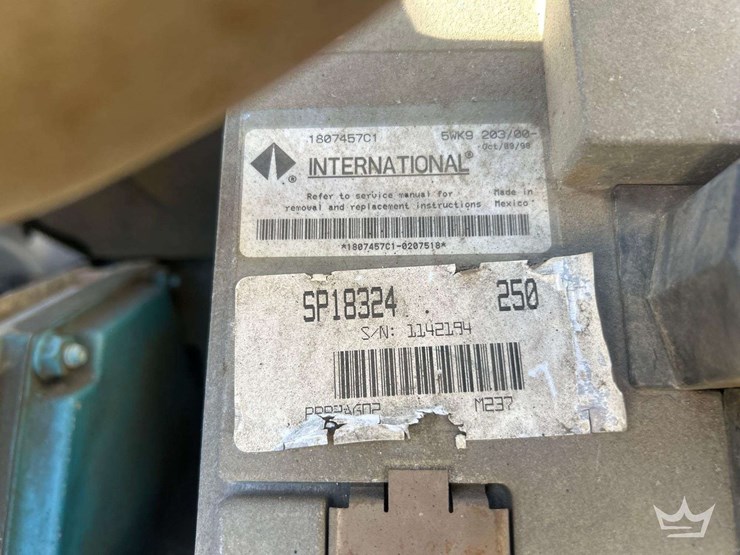 1807457C1 5WK9 203/00-
Oct/09/98
INTERNATIONAL®
Refer to service manual for Made in
removal and replacement instructions Mexico
*1807457C1-0207518*
SP18324 250
S/N: 1142194
M237